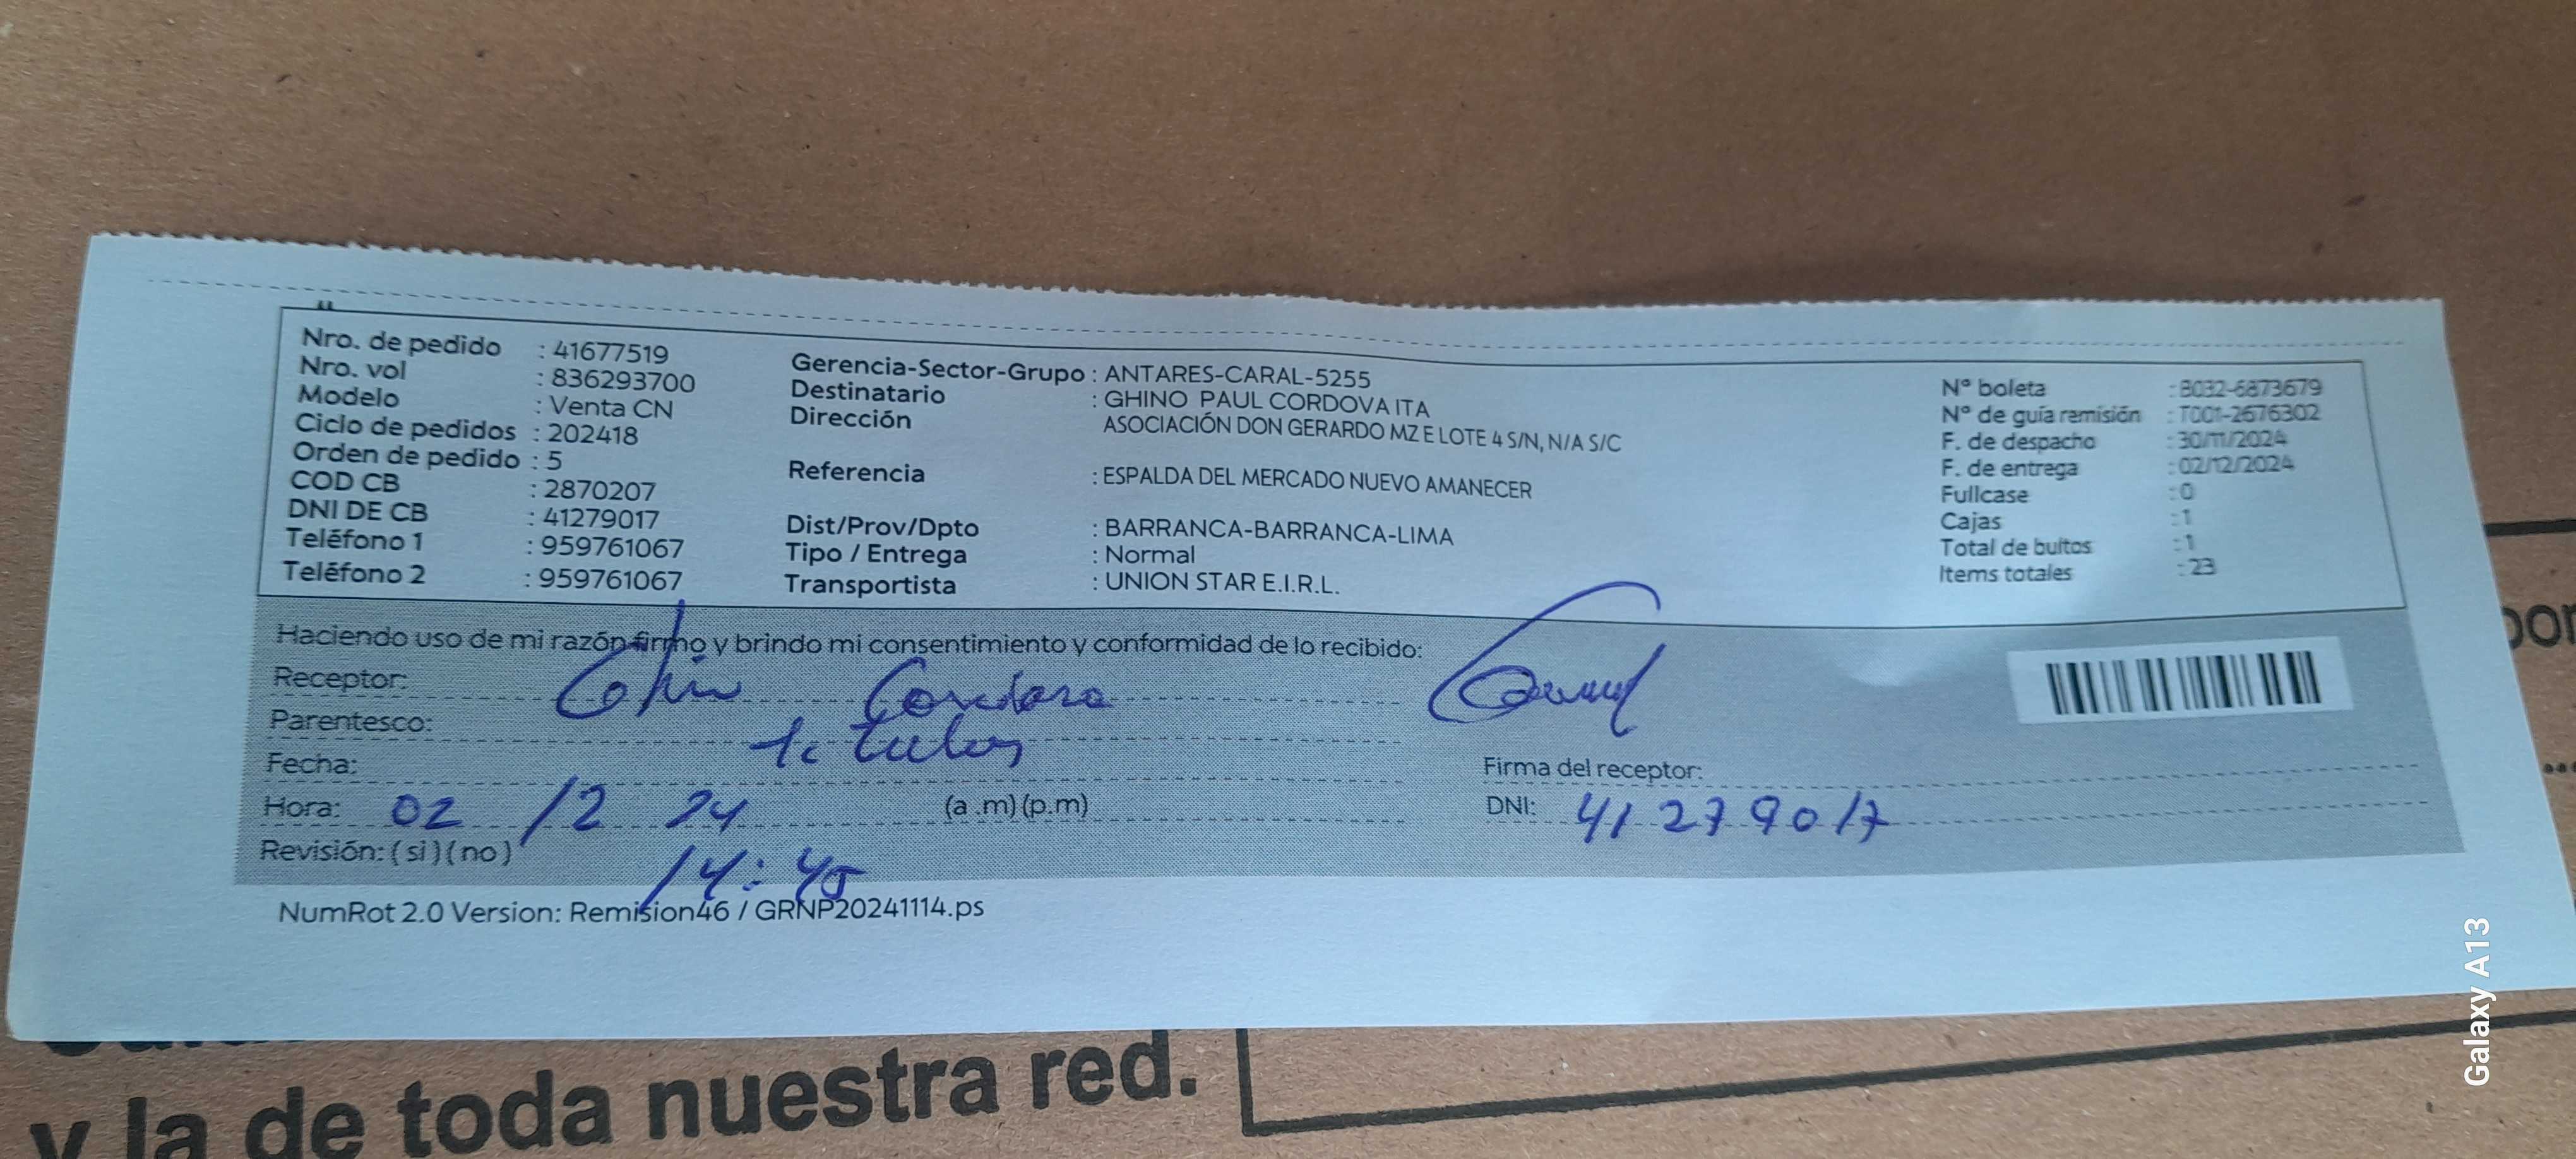 Nro. de pedido : 41677519
Nro. vol : 836293700
Modelo : Venta CN
Ciclo de pedidos : 202418
Orden de pedido : 5
COD CB : 2870207
DNI DE CB : 41279017
Teléfono 1 : 959761067
Teléfono 2 : 959761067
Gerencia-Sector-Grupo : ANTARES-CARAL-5255
Destinatario : GHINO PAUL CORDOVA ITA
Dirección ASOCIACIÓN DON GERARDO MZ E LOTE 4 S/N, N/A S/C
Referencia : ESPALDA DEL MERCADO NUEVO AMANECER
Dist/Prov/Dpto : BARRANCA-BARRANCA-LIMA
Tipo / Entrega : Normal
Transportista : UNION STAR E.I.R.L.
N° boleta : B032-6873679
N° de guía remisión : T001-2676302
F. de despacho : 30/11/2024
F. de entrega : 02/12/2024
Fullcase : 0
Cajas : 1
Total de bultos : 1
Items totales : 23
Haciendo uso de mi razón firmo y brindo mi consentimiento y conformidad de lo recibido:
Receptor: Cordova
Parentesco: titular
Fecha:
Hora: 02 12 24 (a .m) (p.m)
Revisión: ( si ) ( no )
14:45
Firma del receptor:
DNI: 41279017
NumRot 2.0 Version: Remision46 / GRNP20241114.ps
y la de toda nuestra red.
Galaxy A13